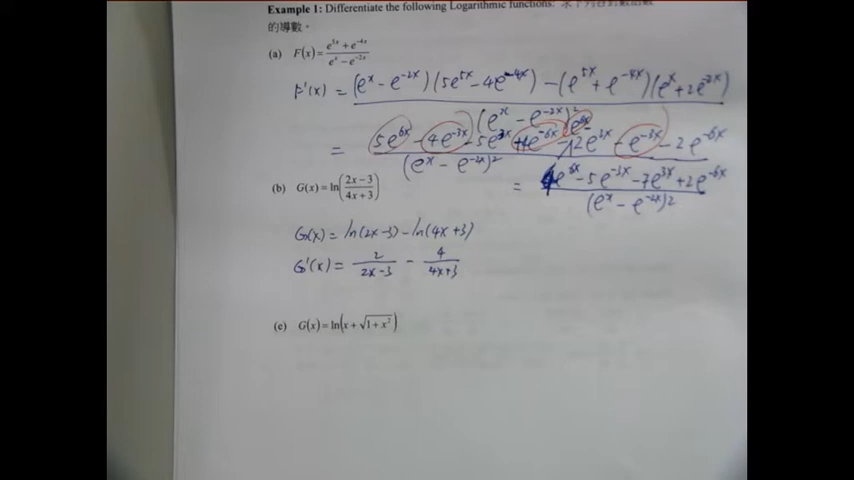 Example 1: Differentiate the following Logarithmic functions:
的導數。
(a) F(x) = (e^{5x} + e^{-4x}) / (e^x - e^{-2x})
F'(x) = ((e^x - e^{-2x})(5e^{5x} - 4e^{-4x}) - (e^{5x} + e^{-4x})(e^x + 2e^{-2x})) / (e^x - e^{-2x})^2
= (5e^{6x} - 4e^{-3x} - 5e^{3x} + 4e^{-6x} - e^{6x} - 2e^{3x} - e^{-3x} - 2e^{-6x}) / (e^x - e^{-2x})^2
= (4e^{6x} - 5e^{-3x} - 7e^{3x} + 2e^{-6x}) / (e^x - e^{-2x})^2
(b) G(x) = ln((2x - 3) / (4x + 3))
G(x) = ln(2x - 3) - ln(4x + 3)
G'(x) = 2 / (2x - 3) - 4 / (4x + 3)
(c) G(x) = ln(x + √(1 + x^2))